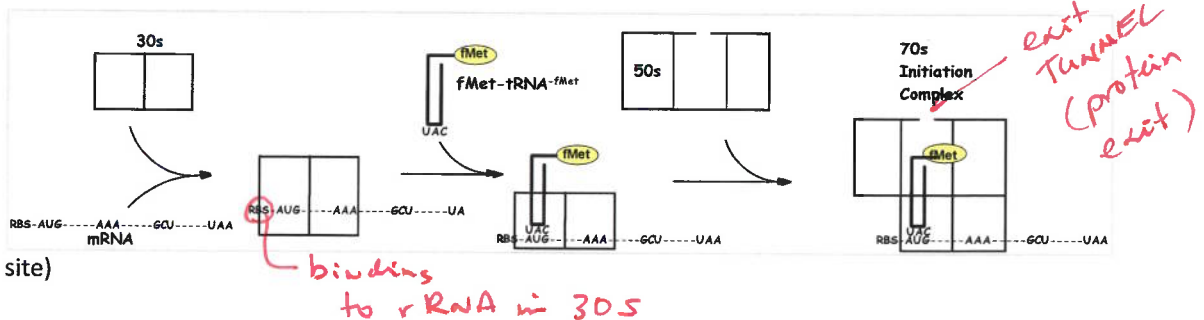 30s
fMet
fMet-tRNA-fMet
UAC
50s
70s
Initiation
Complex
exit
TUNNEL
(protein
exit)
RBS-AUG----AAA----GCU-----UAA
mRNA
RBS-AUG----AAA----GCU-----UA
fMet
UAC
RBS-AUG----AAA----GCU-----UAA
fMet
UAC
RBS-AUG----AAA----GCU-----UAA
site)
binding
to rRNA in 30S